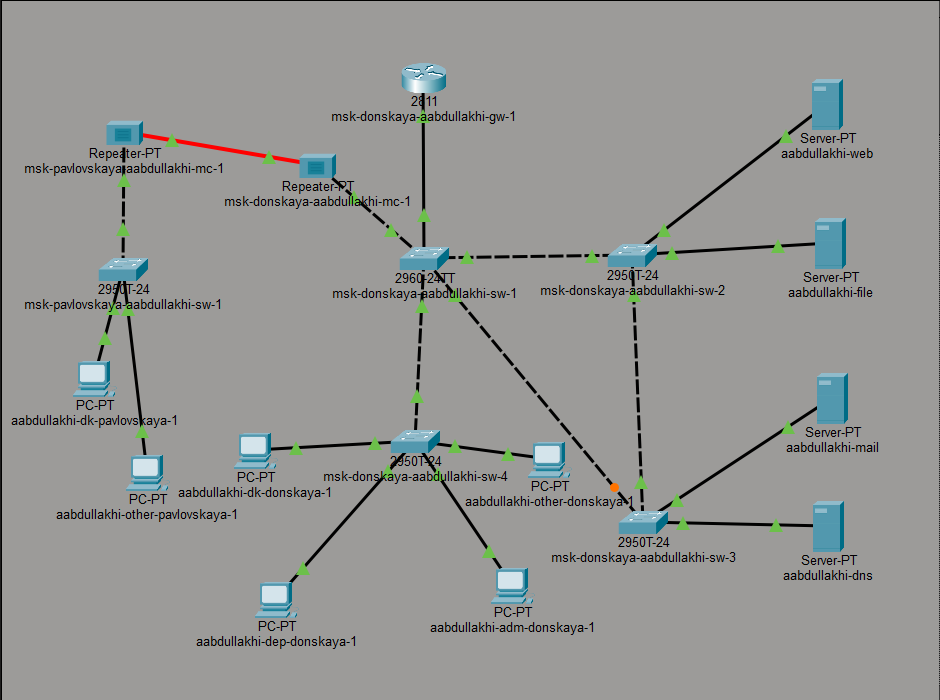 2811
msk-donskaya-aabdullakhi-gw-1
Repeater-PT
msk-pavlovskaya-aabdullakhi-mc-1
Repeater-PT
msk-donskaya-aabdullakhi-mc-1
Server-PT
aabdullakhi-web
2950T-24
msk-pavlovskaya-aabdullakhi-sw-1
2960-24TT
msk-donskaya-aabdullakhi-sw-1
2950T-24
msk-donskaya-aabdullakhi-sw-2
Server-PT
aabdullakhi-file
PC-PT
aabdullakhi-dk-pavlovskaya-1
PC-PT
aabdullakhi-other-pavlovskaya-1
PC-PT
aabdullakhi-dk-donskaya-1
2950T-24
msk-donskaya-aabdullakhi-sw-4
PC-PT
aabdullakhi-other-donskaya-1
Server-PT
aabdullakhi-mail
2950T-24
msk-donskaya-aabdullakhi-sw-3
Server-PT
aabdullakhi-dns
PC-PT
aabdullakhi-dep-donskaya-1
PC-PT
aabdullakhi-adm-donskaya-1